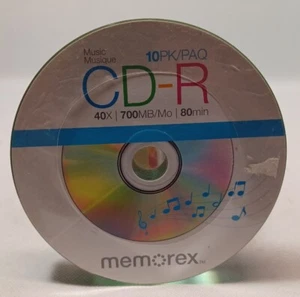 Music
Musique
10PK/PAQ
CD-R
40X | 700MB/Mo | 80min
memorex